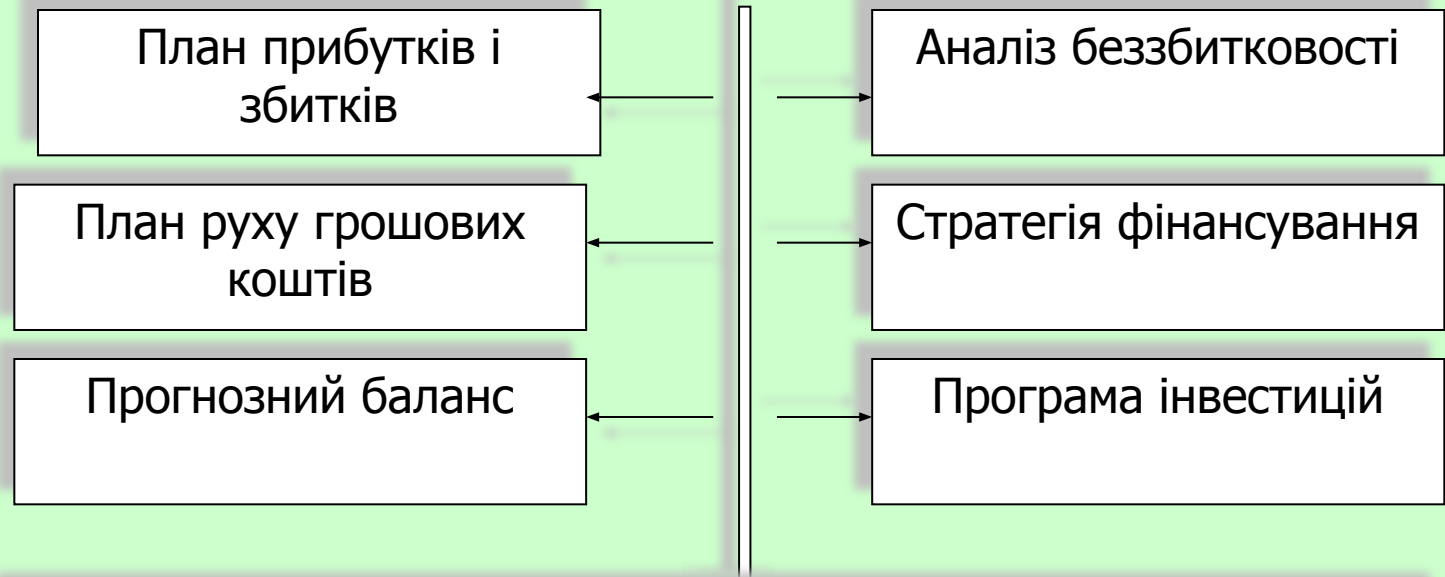 План прибутків і
збитків
Аналіз беззбитковості
План руху грошових
коштів
Стратегія фінансування
Прогнозний баланс
Програма інвестицій